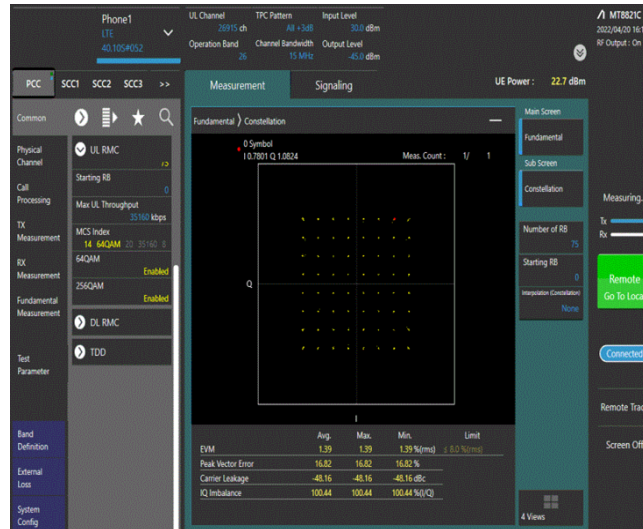 Phone1
LTE
40.105#052
UL Channel
26915 ch
TPC Pattern
All +3dB
Input Level
30.0 dBm
Operation Band
26
Channel Bandwidth
15 MHz
Output Level
-45.0 dBm
MT8821C
2022/04/20 16:1
RF Output : On
PCC
SCC1
SCC2
SCC3
>>
Measurement
Signaling
UE Power :
22.7 dBm
Common
Physical
Channel
Call
Processing
TX
Measurement
RX
Measurement
Fundamental
Measurement
Test
Parameter
Band
Definition
External
Loss
System
Config
UL RMC
Starting RB
0
Max UL Throughput
35160 kbps
MCS Index
14 64QAM 20 35160 8
64QAM
Enabled
256QAM
Enabled
DL RMC
TDD
Fundamental 〉 Constellation
0 Symbol
I 0.7801 Q 1.0824
Meas. Count : 1/ 1
Q
I
Avg. Max. Min. Limit
EVM 1.39 1.39 1.39 %(rms) ≤ 8.0 %(rms)
Peak Vector Error 16.82 16.82 16.82 %
Carrier Leakage -48.16 -48.16 -48.16 dBc
IQ Imbalance 100.44 100.44 100.44 %(I/Q)
Main Screen
Fundamental
Sub Screen
Constellation
Number of RB
75
Starting RB
0
Interpolation (Constellation)
None
4 Views
Measuring.
Tx
Rx
Remote
Go To Loca
Connected
Remote Trac
Screen Off